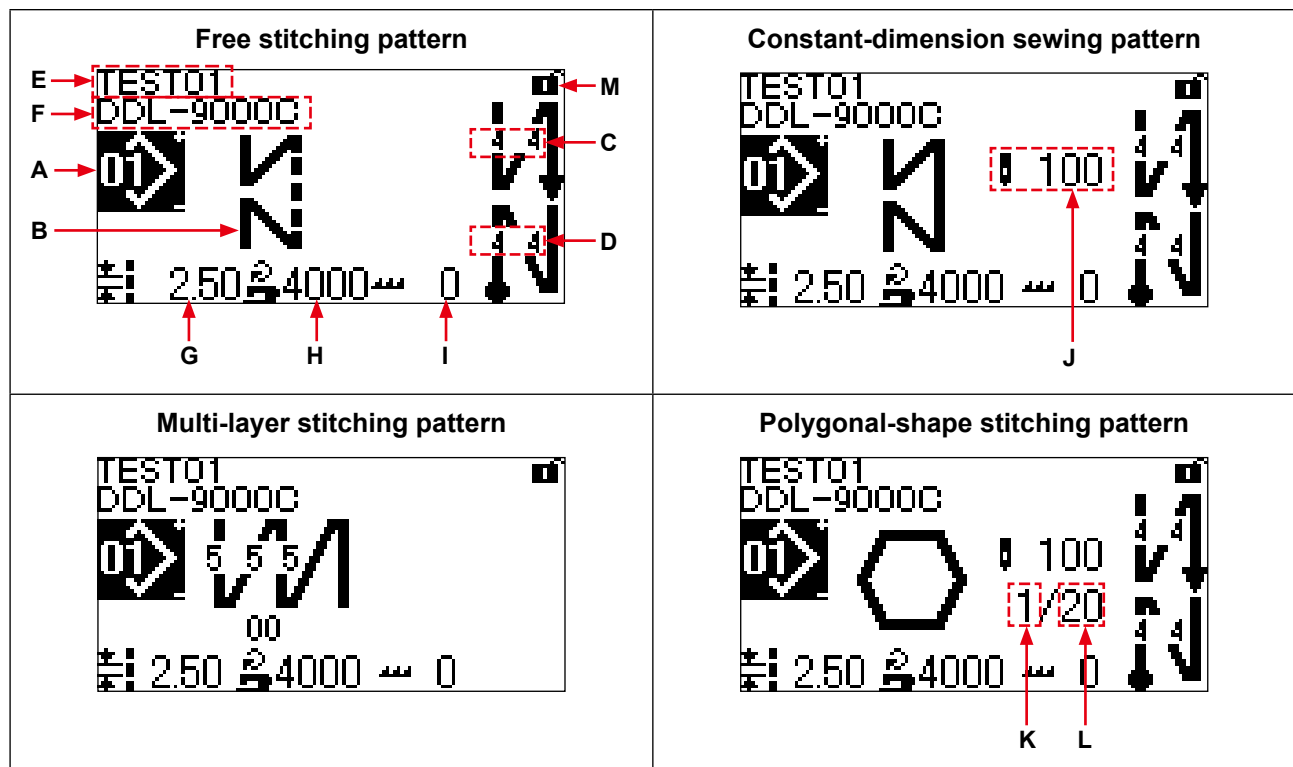 Free stitching pattern
E
TEST01
M
F
DDL-9000C
C
A
01
4 4
B
4 4
D
2.50 4000 0
G
H
I
Constant-dimension sewing pattern
TEST01
DDL-9000C
01
100
4 4
4 4
2.50 4000 0
J
Multi-layer stitching pattern
TEST01
DDL-9000C
01
5 5 5
00
2.50 4000 0
Polygonal-shape stitching pattern
TEST01
DDL-9000C
01
100
4 4
1/20
4 4
2.50 4000 0
K
L